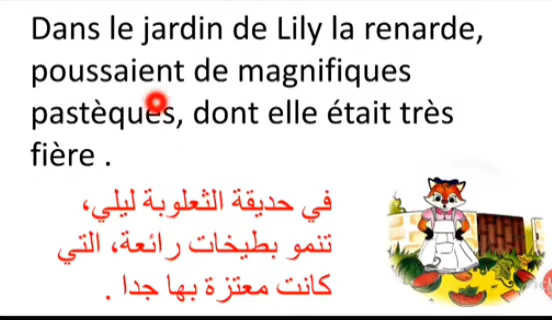 Dans le jardin de Lily la renarde,
poussaient de magnifiques
pastèques, dont elle était très
fière .
في حديقة الثعلوبة ليلي،
تنمو بطيخات رائعة، التي
كانت معتزة بها جدا .